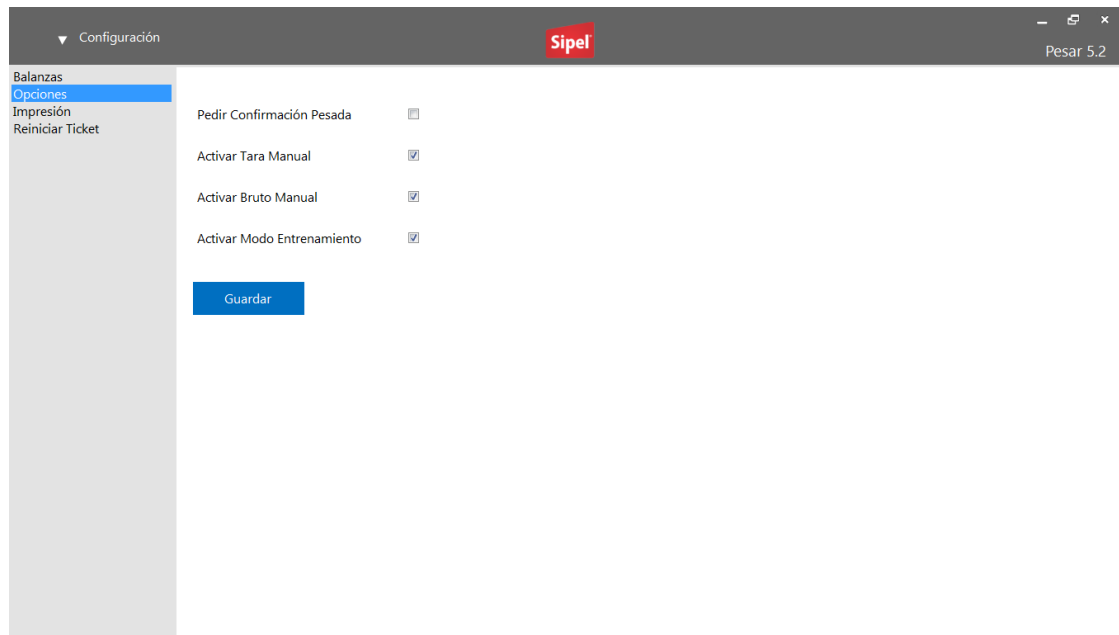 Configuración
Sipel
Pesar 5.2
Balanzas
Opciones
Impresión
Reiniciar Ticket
Pedir Confirmación Pesada
Activar Tara Manual
Activar Bruto Manual
Activar Modo Entrenamiento
Guardar